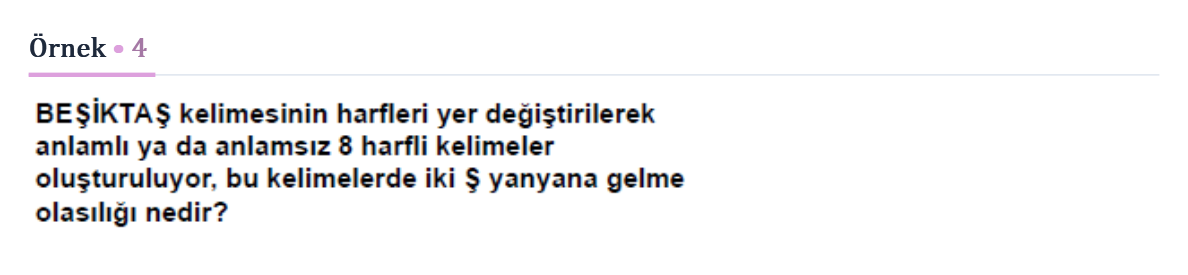 Örnek • 4
BEŞİKTAŞ kelimesinin harfleri yer değiştirilerek
anlamlı ya da anlamsız 8 harfli kelimeler
oluşturuluyor, bu kelimelerde iki Ş yanyana gelme
olasılığı nedir?